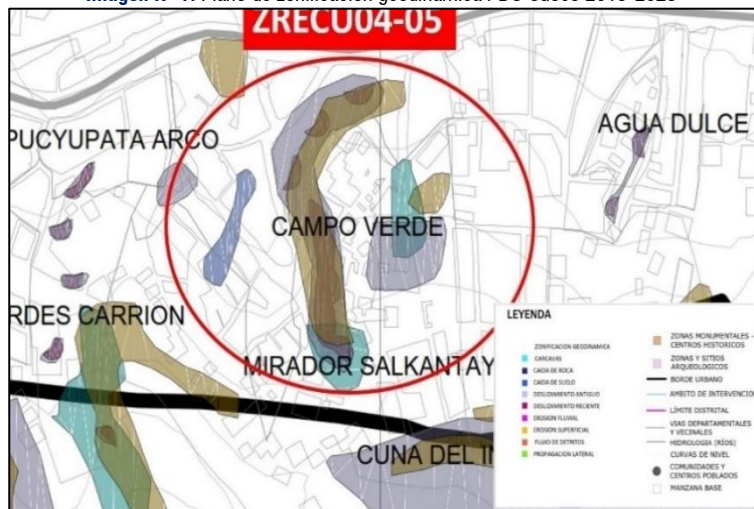 ZRECU04-05
PUCYUPATA ARCO
AGUA DULCE
CAMPO VERDE
RDES CARRION
MIRADOR SALKANTAY
CUNA DEL IN
LEYENDA
ZONIFICACION GEODINAMICA
CARCAVAS
CAIDA DE ROCA
CAIDA DE SUELO
DESLIZAMIENTO ANTIGUO
DESLIZAMIENTO RECIENTE
EROSION FLUVIAL
EROSION SUPERFICIAL
FLUJO DE DETRITOS
PROPAGACION LATERAL
ZONAS MONUMENTALES -
CENTROS HISTORICOS
ZONAS Y SITIOS
ARQUEOLOGICOS
BORDE URBANO
AMBITO DE INTERVENCION
LÍMITE DISTRITAL
VIAS DEPARTAMENTALES
Y VECINALES
HIDROLOGIA (RÍOS)
CURVAS DE NIVEL
COMUNIDADES Y
CENTROS POBLADOS
MANZANA BASE